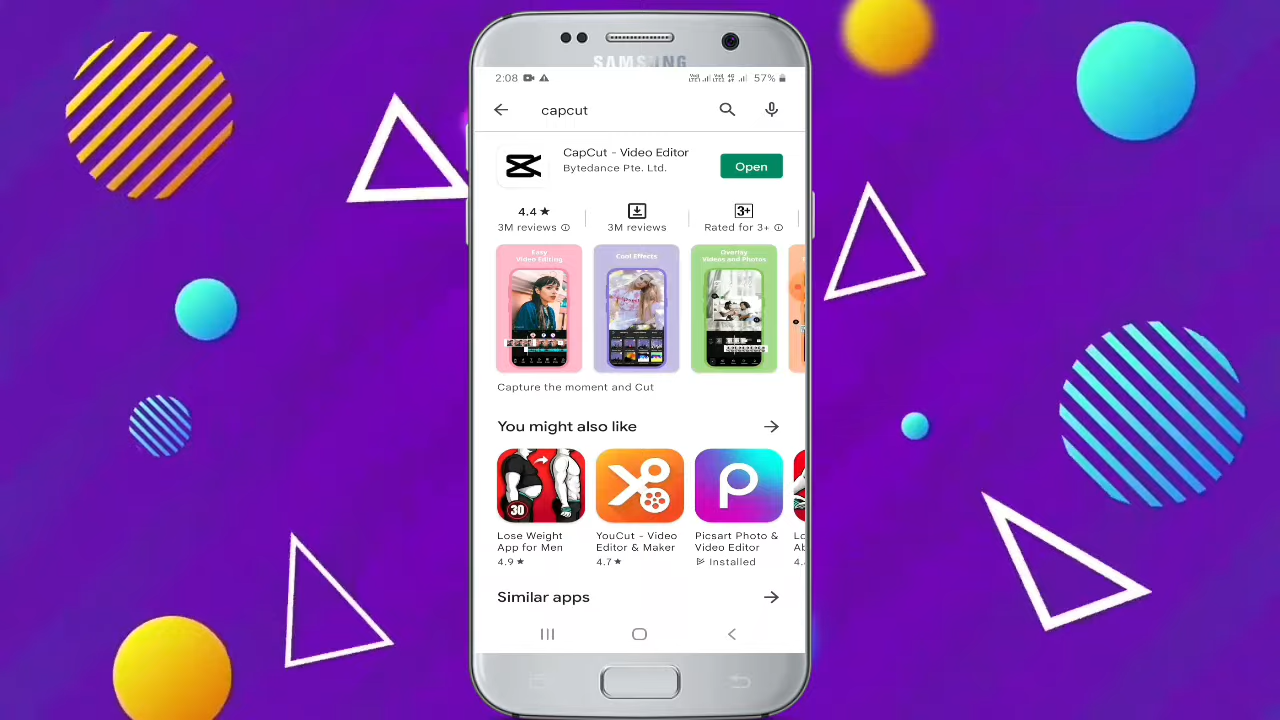 SAMSUNG
2:08
57%
capcut
CapCut - Video Editor
Bytedance Pte. Ltd.
Open
4.4 ★
3M reviews
3M reviews
3+
Rated for 3+
Easy
Video Editing
Cool Effects
Overlay
Videos and Photos
Capture the moment and Cut
You might also like
30
Lose Weight
App for Men
4.9 ★
YouCut - Video
Editor & Maker
4.7 ★
Picsart Photo &
Video Editor
Installed
Similar apps